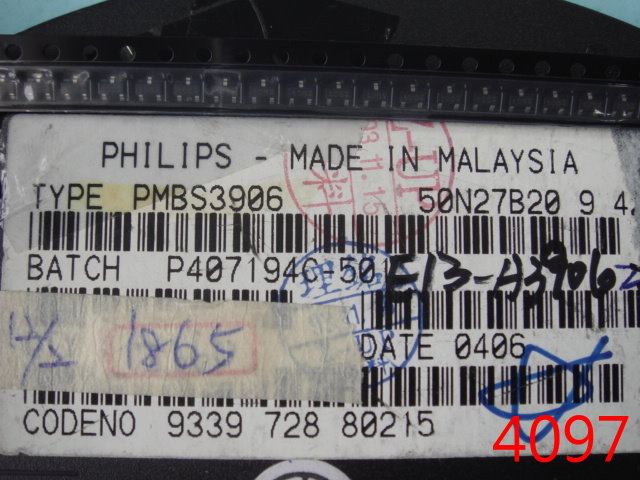 PHILIPS - MADE IN MALAYSIA
TYPE PMBS3906 50N27B20 9 4
BATCH P4071946-501
E13-A3906
1865
DATE 0406
CODENO 9339 728 80215
4097